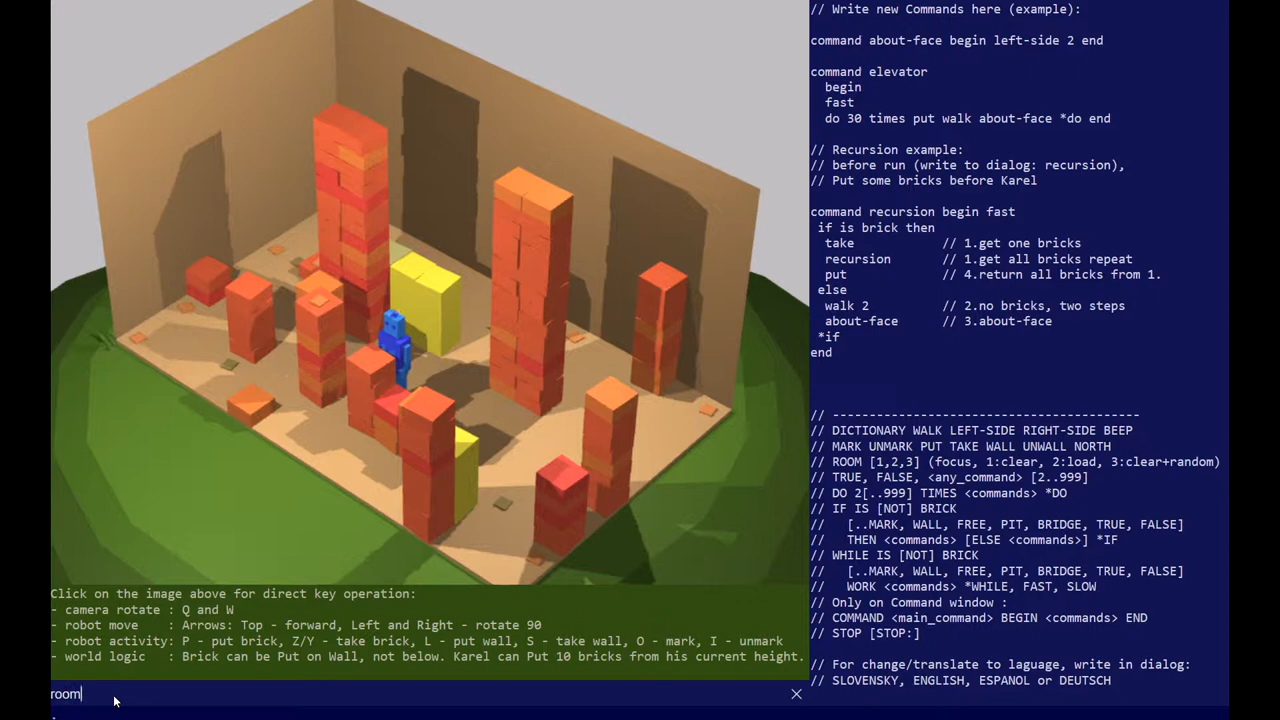 // Write new Commands here (example):
command about-face begin left-side 2 end
command elevator
begin
fast
do 30 times put walk about-face *do end
// Recursion example:
// before run (write to dialog: recursion),
// Put some bricks before Karel
command recursion begin fast
if is brick then
take // 1.get one bricks
recursion // 1.get all bricks repeat
put // 4.return all bricks from 1.
else
walk 2 // 2.no bricks, two steps
about-face // 3.about-face
*if
end
// -----------------------------------------
// DICTIONARY WALK LEFT-SIDE RIGHT-SIDE BEEP
// MARK UNMARK PUT TAKE WALL UNWALL NORTH
// ROOM [1,2,3] (focus, 1:clear, 2:load, 3:clear+random)
// TRUE, FALSE, <any_command> [2..999]
// DO 2[..999] TIMES <commands> *DO
// IF IS [NOT] BRICK
// [..MARK, WALL, FREE, PIT, BRIDGE, TRUE, FALSE]
// THEN <commands> [ELSE <commands>] *IF
// WHILE IS [NOT] BRICK
// [..MARK, WALL, FREE, PIT, BRIDGE, TRUE, FALSE]
// WORK <commands> *WHILE, FAST, SLOW
// Only on Command window :
// COMMAND <main_command> BEGIN <commands> END
// STOP [STOP:]
// For change/translate to laguage, write in dialog:
// SLOVENSKY, ENGLISH, ESPANOL or DEUTSCH
Click on the image above for direct key operation:
- camera rotate : Q and W
- robot move : Arrows: Top - forward, Left and Right - rotate 90
- robot activity: P - put brick, Z/Y - take brick, L - put wall, S - take wall, O - mark, I - unmark
- world logic : Brick can be Put on Wall, not below. Karel can Put 10 bricks from his current height.
room